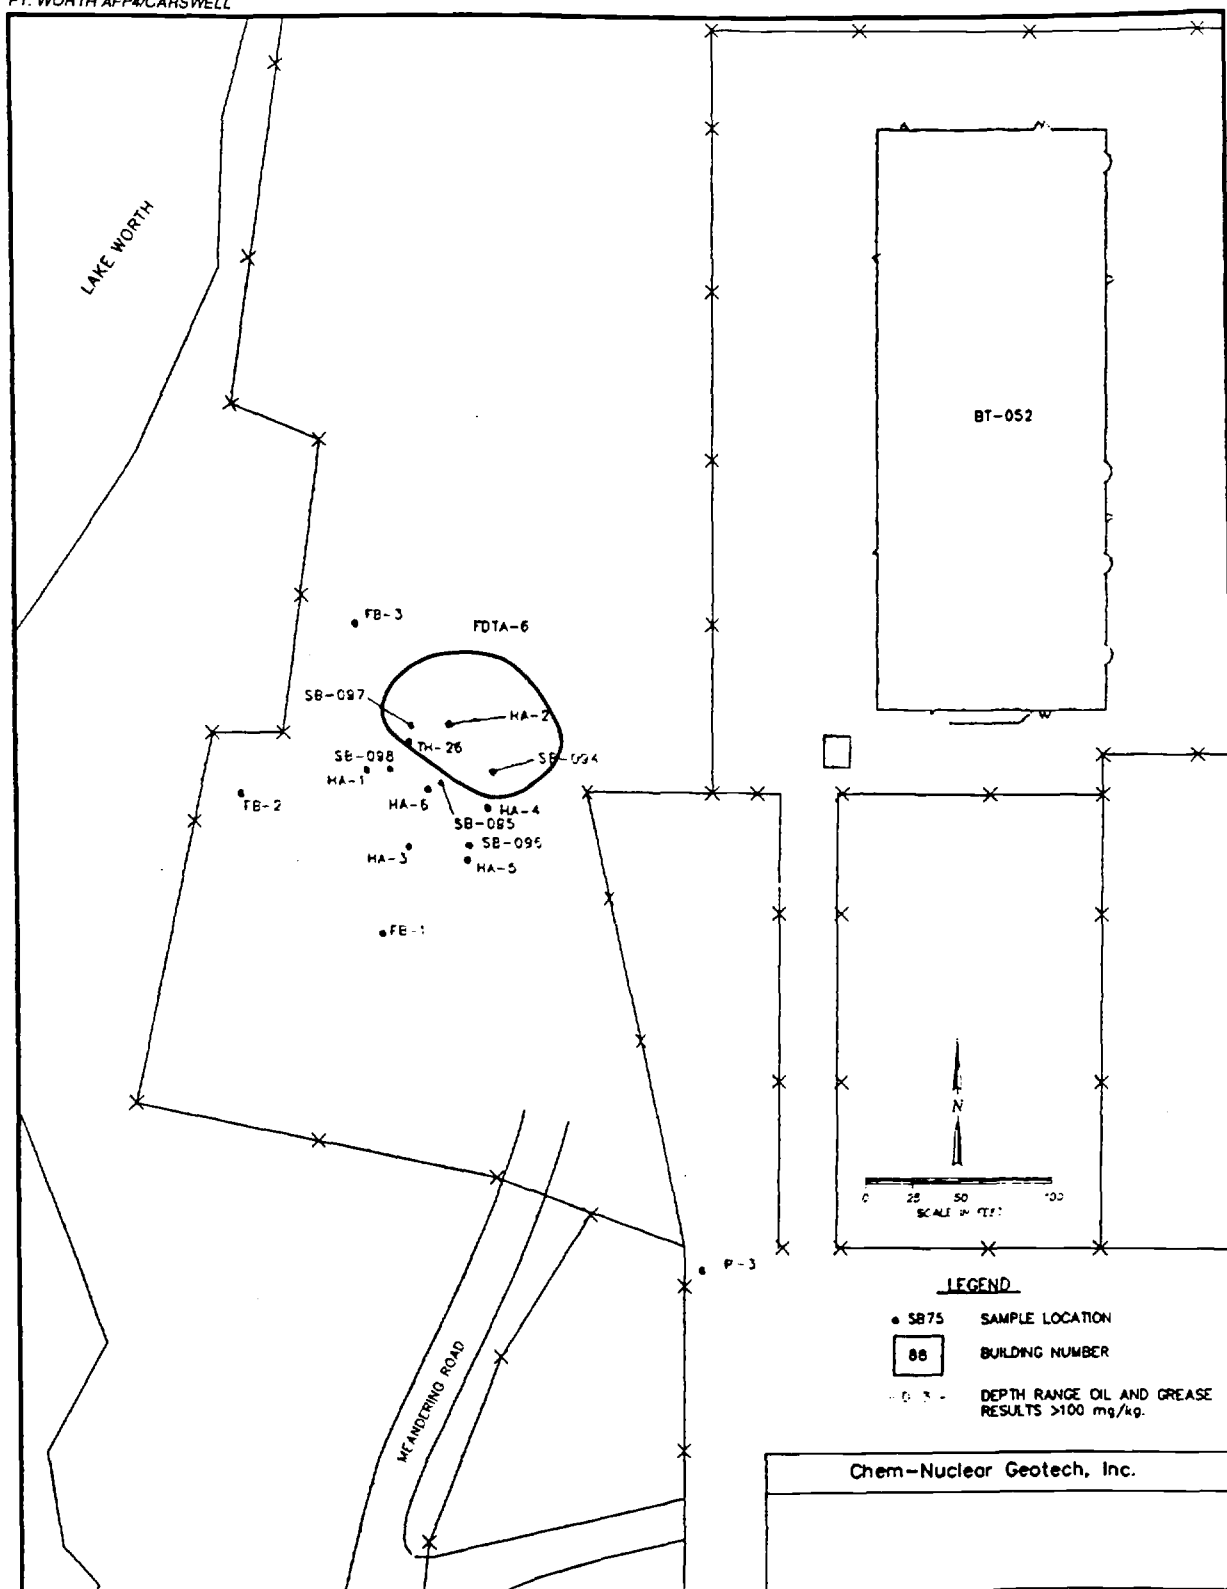 FT. WORTH AFP4/CARSWELL
LAKE WORTH
BT-052
FB-3
FDTA-6
SB-097
HA-2
TH-26
SB-098
SB-094
HA-1
FB-2
HA-6
HA-4
SB-095
SB-096
HA-3
HA-5
FB-1
N
0 25 50 100
SCALE IN FEET
P-3
LEGEND
SB75 SAMPLE LOCATION
88 BUILDING NUMBER
DEPTH RANGE OIL AND GREASE
RESULTS >100 mg/kg.
MEANDERING ROAD
Chem-Nuclear Geotech, Inc.